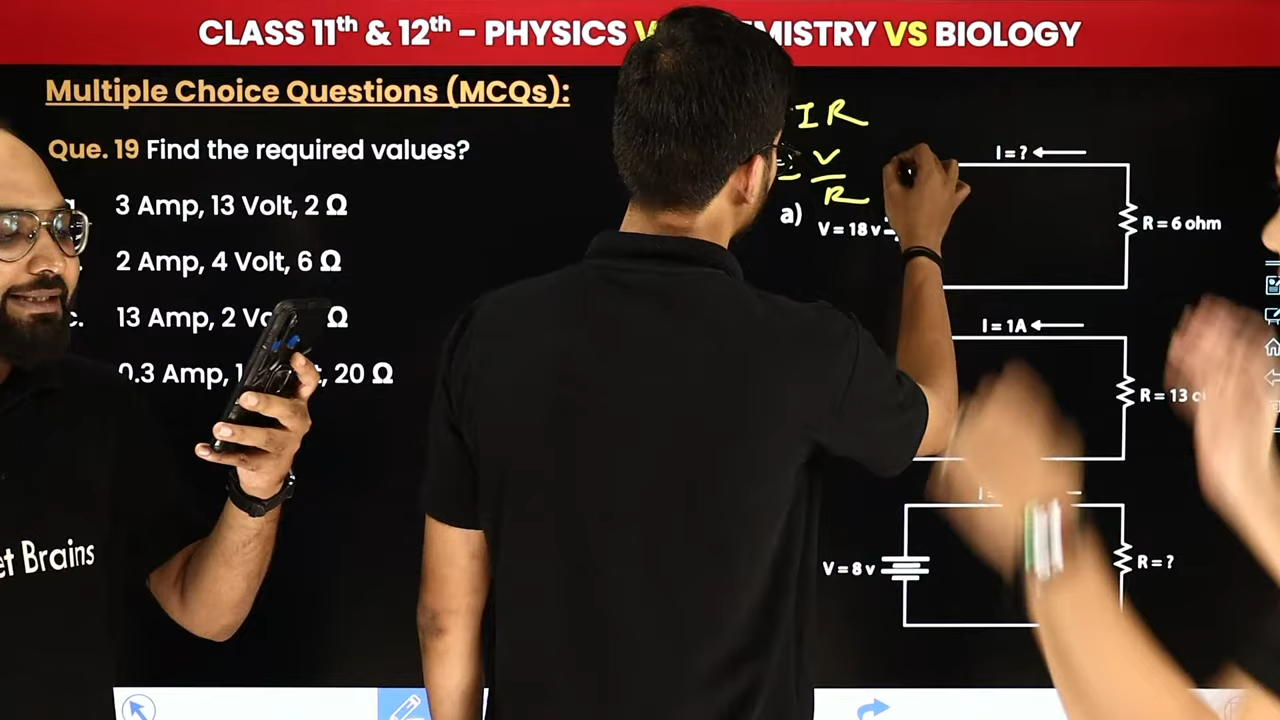 CLASS 11th & 12th - PHYSICS V MISTRY VS BIOLOGY
Multiple Choice Questions (MCQs):
Que. 19 Find the required values?
3 Amp, 13 Volt, 2 Ω
2 Amp, 4 Volt, 6 Ω
c. 13 Amp, 2 Vo Ω
0.3 Amp, 1 t, 20 Ω
I R
= V
R
a)
I = ?
V = 18 v
R = 6 ohm
I = 1A
R = 13 o
I =
V = 8 v
R = ?
et Brains